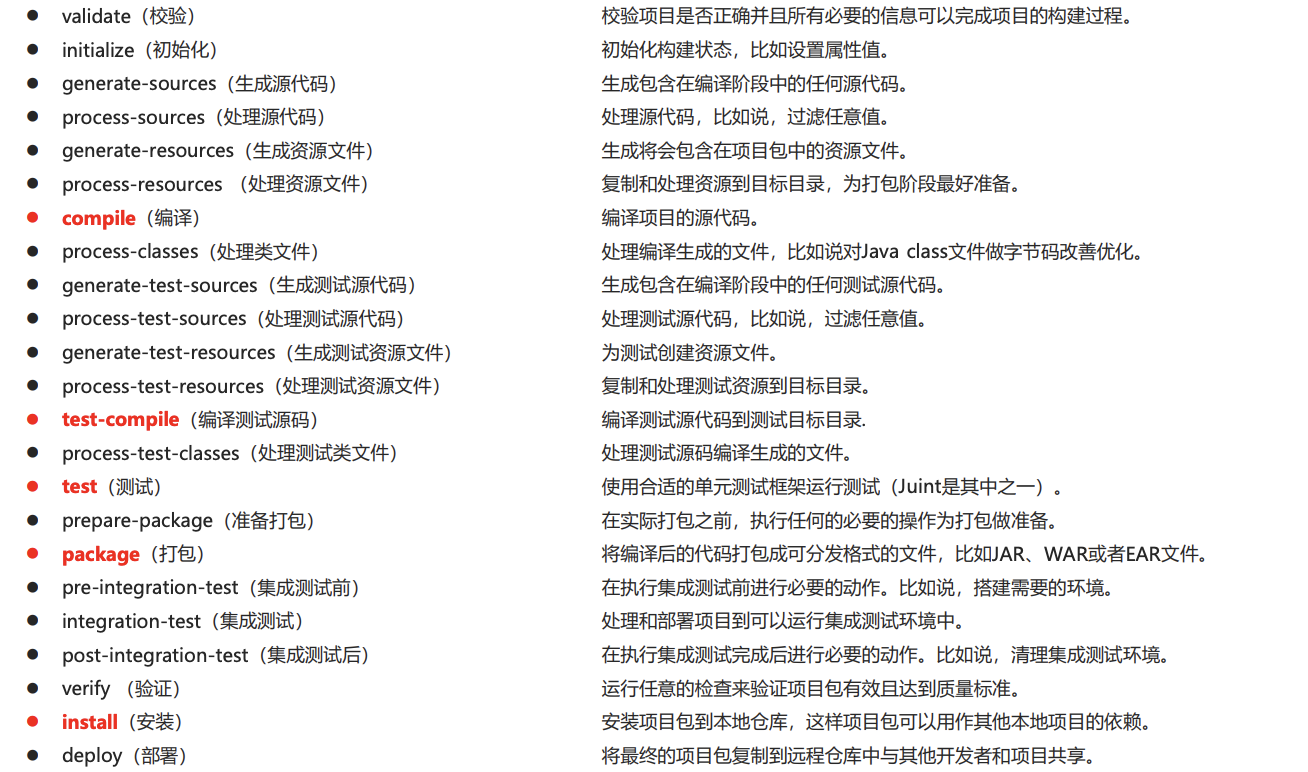 ● validate（校验） 校验项目是否正确并且所有必要的信息可以完成项目的构建过程。
● initialize（初始化） 初始化构建状态，比如设置属性值。
● generate-sources（生成源代码） 生成包含在编译阶段中的任何源代码。
● process-sources（处理源代码） 处理源代码，比如说，过滤任意值。
● generate-resources（生成资源文件） 生成将会包含在项目包中的资源文件。
● process-resources （处理资源文件） 复制和处理资源到目标目录，为打包阶段最好准备。
● compile（编译） 编译项目的源代码。
● process-classes（处理类文件） 处理编译生成的文件，比如说对Java class文件做字节码改善优化。
● generate-test-sources（生成测试源代码） 生成包含在编译阶段中的任何测试源代码。
● process-test-sources（处理测试源代码） 处理测试源代码，比如说，过滤任意值。
● generate-test-resources（生成测试资源文件） 为测试创建资源文件。
● process-test-resources（处理测试资源文件） 复制和处理测试资源到目标目录。
● test-compile（编译测试源码） 编译测试源代码到测试目标目录.
● process-test-classes（处理测试类文件） 处理测试源码编译生成的文件。
● test（测试） 使用合适的单元测试框架运行测试（Juint是其中之一）。
● prepare-package（准备打包） 在实际打包之前，执行任何的必要的操作为打包做准备。
● package（打包） 将编译后的代码打包成可分发格式的文件，比如JAR、WAR或者EAR文件。
● pre-integration-test（集成测试前） 在执行集成测试前进行必要的动作。比如说，搭建需要的环境。
● integration-test（集成测试） 处理和部署项目到可以运行集成测试环境中。
● post-integration-test（集成测试后） 在执行集成测试完成后进行必要的动作。比如说，清理集成测试环境。
● verify （验证） 运行任意的检查来验证项目包有效且达到质量标准。
● install（安装） 安装项目包到本地仓库，这样项目包可以用作其他本地项目的依赖。
● deploy（部署） 将最终的项目包复制到远程仓库中与其他开发者和项目共享。